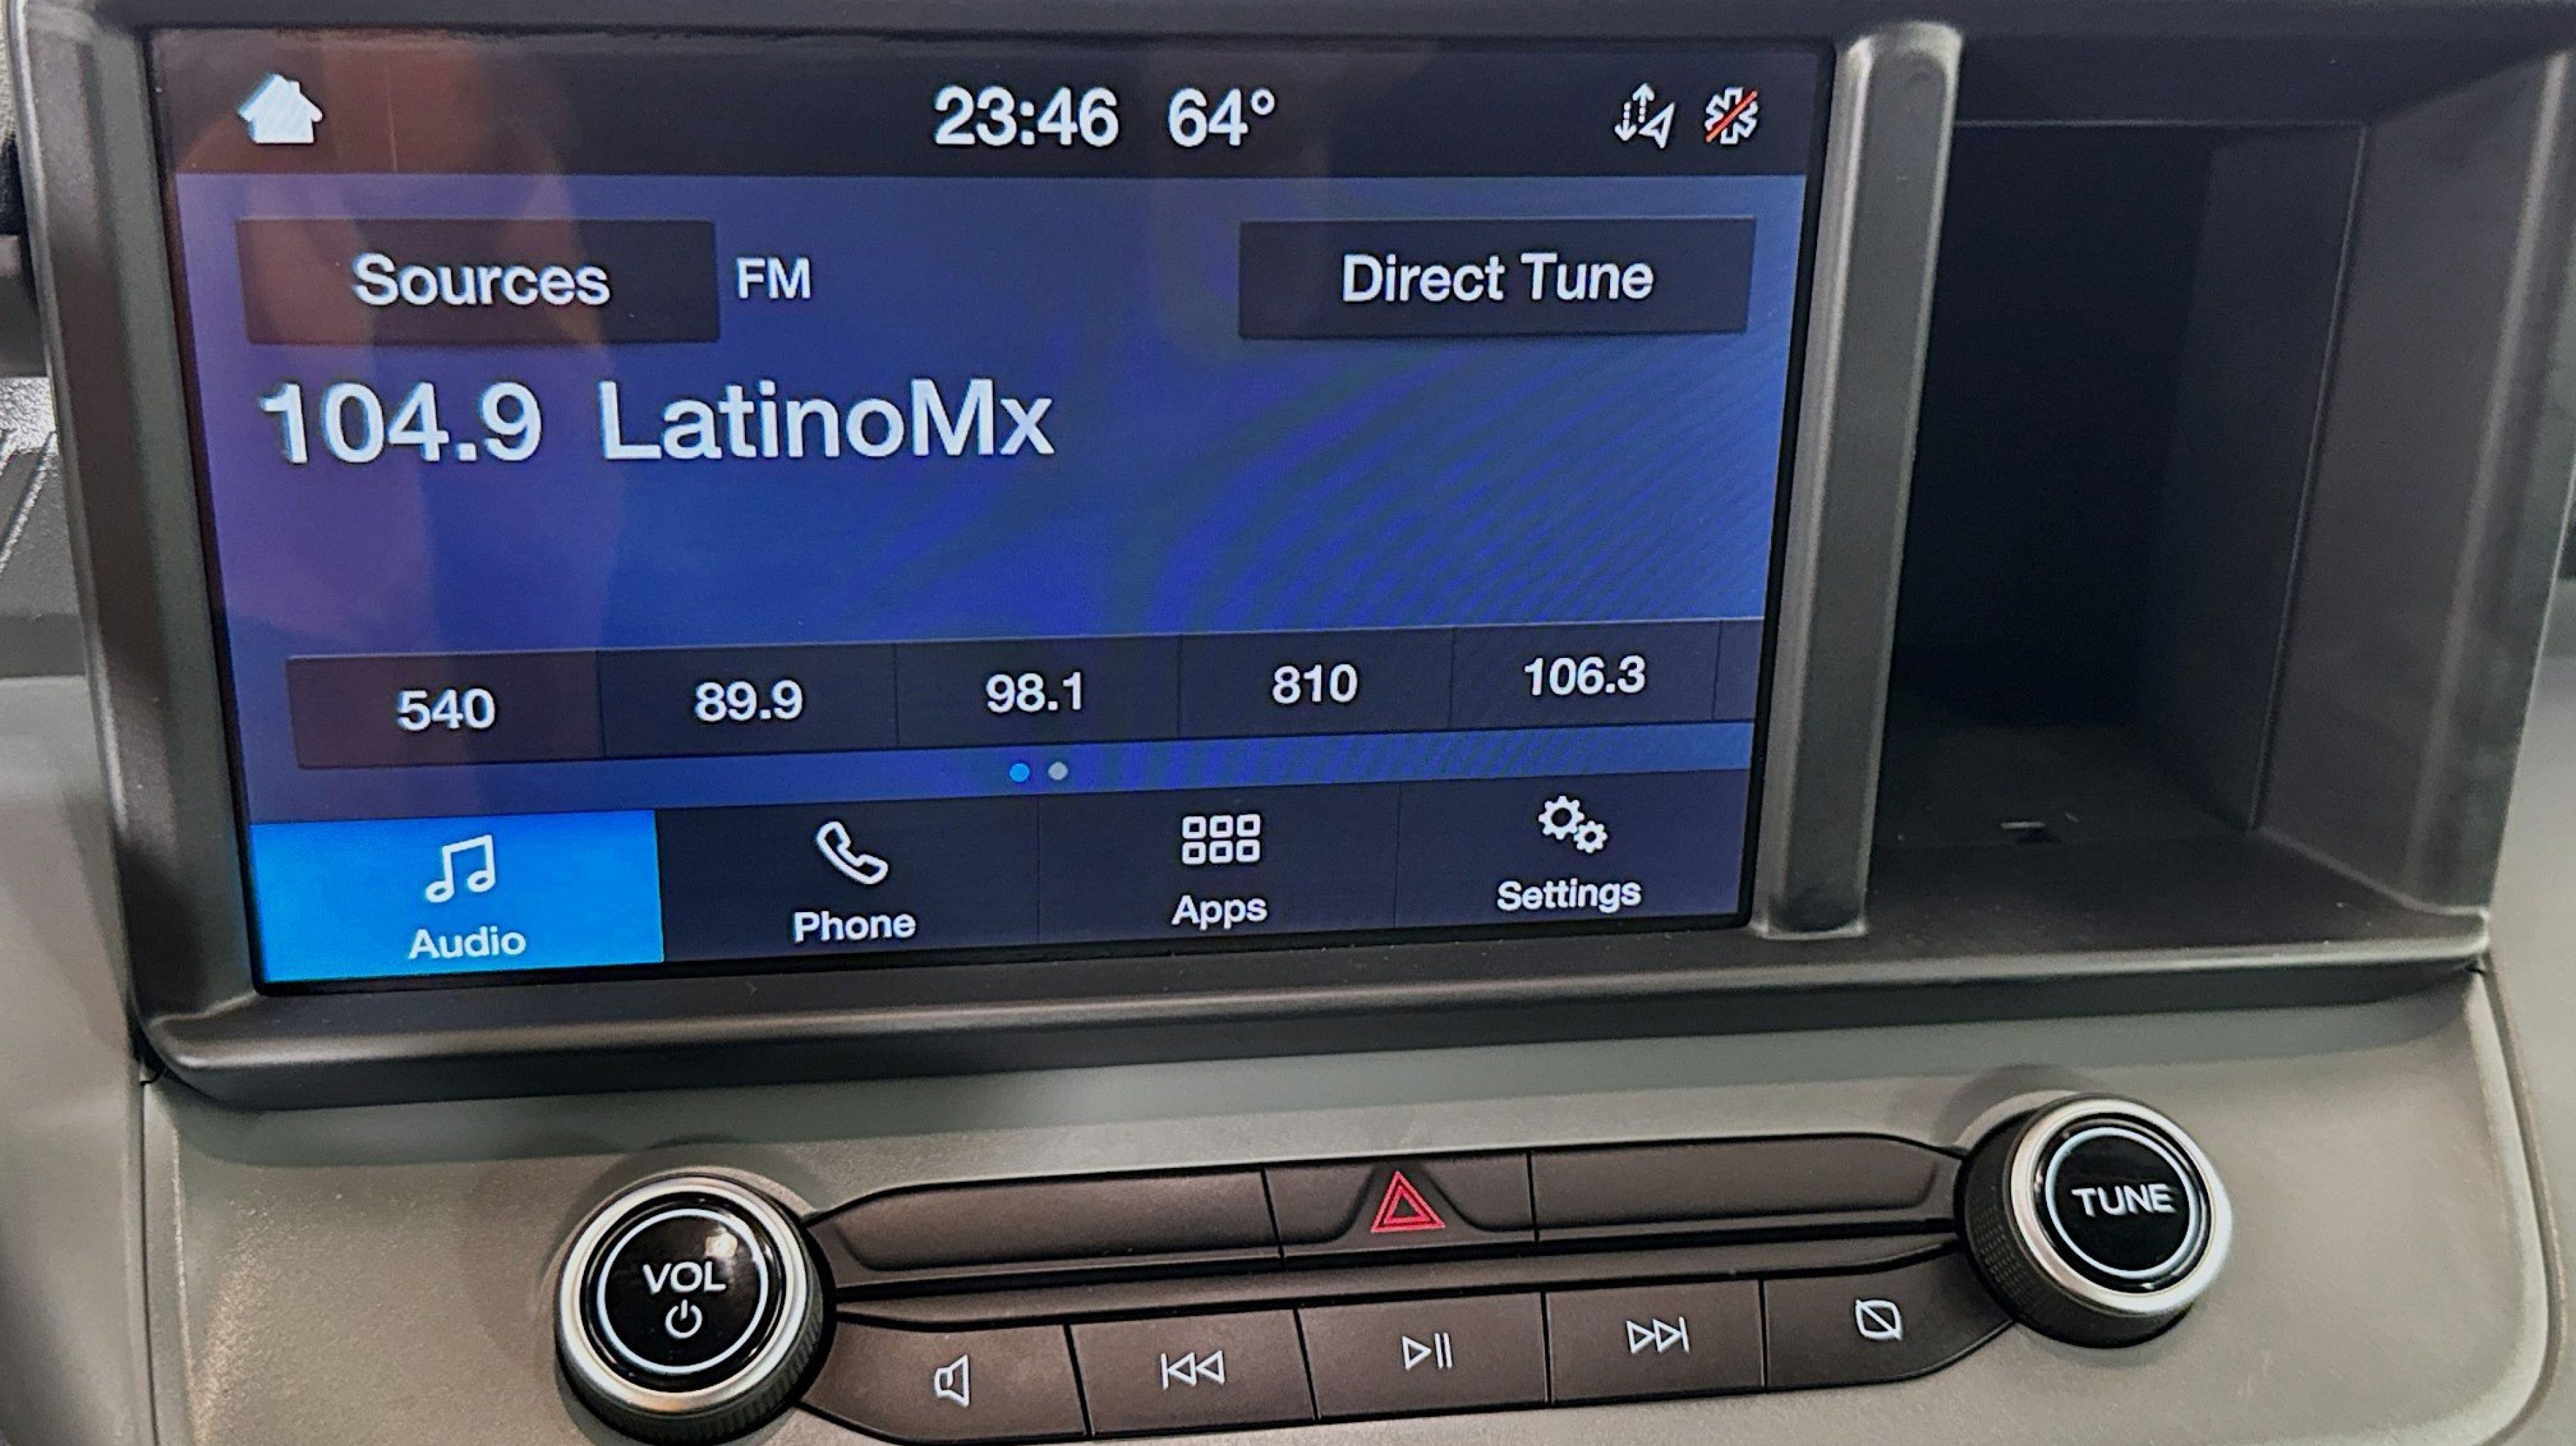 23:46 64°
Sources FM Direct Tune
104.9 LatinoMx
540 89.9 98.1 810 106.3
Audio Phone Apps Settings
VOL TUNE